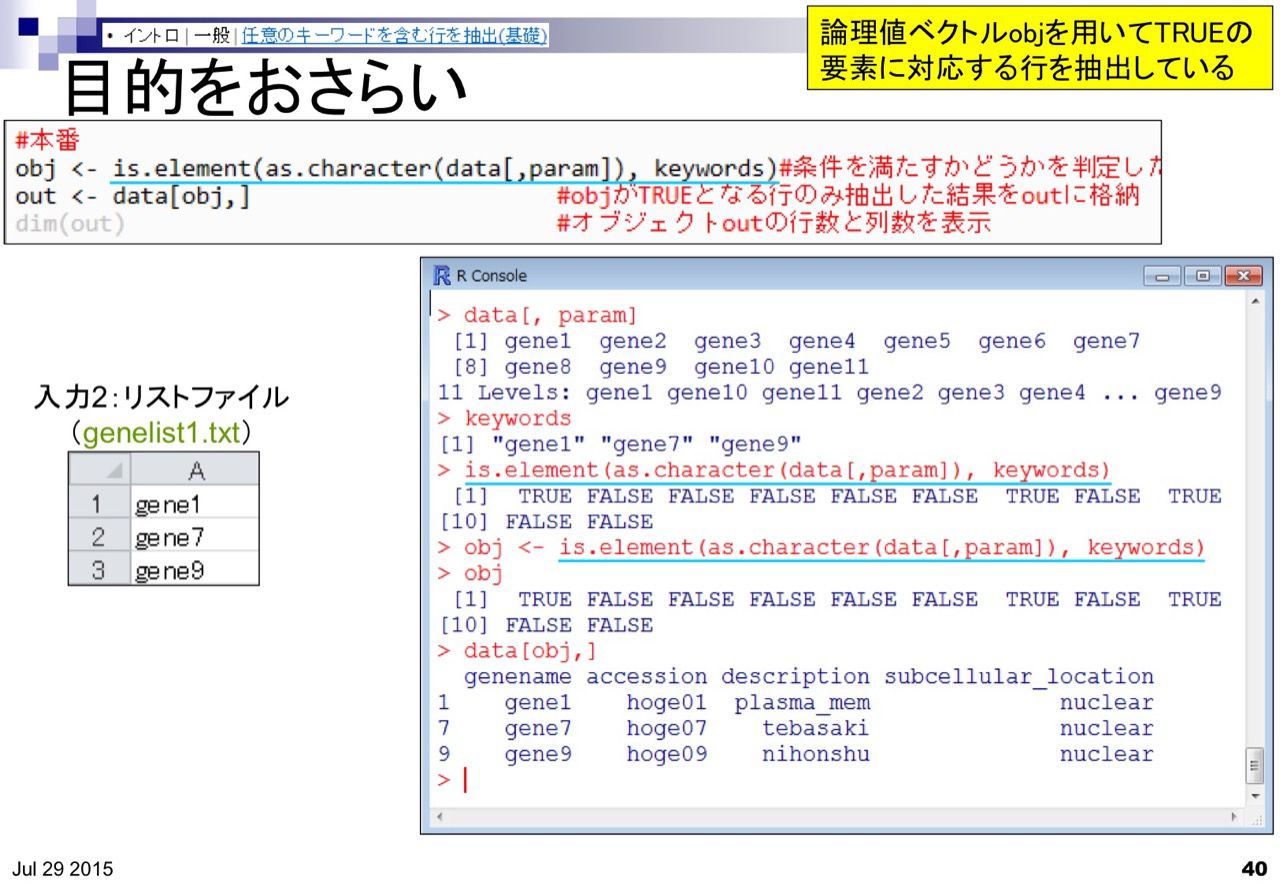 • イントロ | 一般 | 任意のキーワードを含む行を抽出(基礎)
論理値ベクトルobjを用いてTRUEの
要素に対応する行を抽出している
目的をおさらい
#本番
obj <- is.element(as.character(data[,param]), keywords)#条件を満たすかどうかを判定した
out <- data[obj,] #objがTRUEとなる行のみ抽出した結果をoutに格納
dim(out) #オブジェクトoutの行数と列数を表示
入力2：リストファイル
（genelist1.txt）
A
1 gene1
2 gene7
3 gene9
R Console
> data[, param]
[1] gene1 gene2 gene3 gene4 gene5 gene6 gene7
[8] gene8 gene9 gene10 gene11
11 Levels: gene1 gene10 gene11 gene2 gene3 gene4 ... gene9
> keywords
[1] "gene1" "gene7" "gene9"
> is.element(as.character(data[,param]), keywords)
[1] TRUE FALSE FALSE FALSE FALSE FALSE TRUE FALSE TRUE
[10] FALSE FALSE
> obj <- is.element(as.character(data[,param]), keywords)
> obj
[1] TRUE FALSE FALSE FALSE FALSE FALSE TRUE FALSE TRUE
[10] FALSE FALSE
> data[obj,]
genename accession description subcellular_location
1 gene1 hoge01 plasma_mem nuclear
7 gene7 hoge07 tebasaki nuclear
9 gene9 hoge09 nihonshu nuclear
>
Jul 29 2015
40